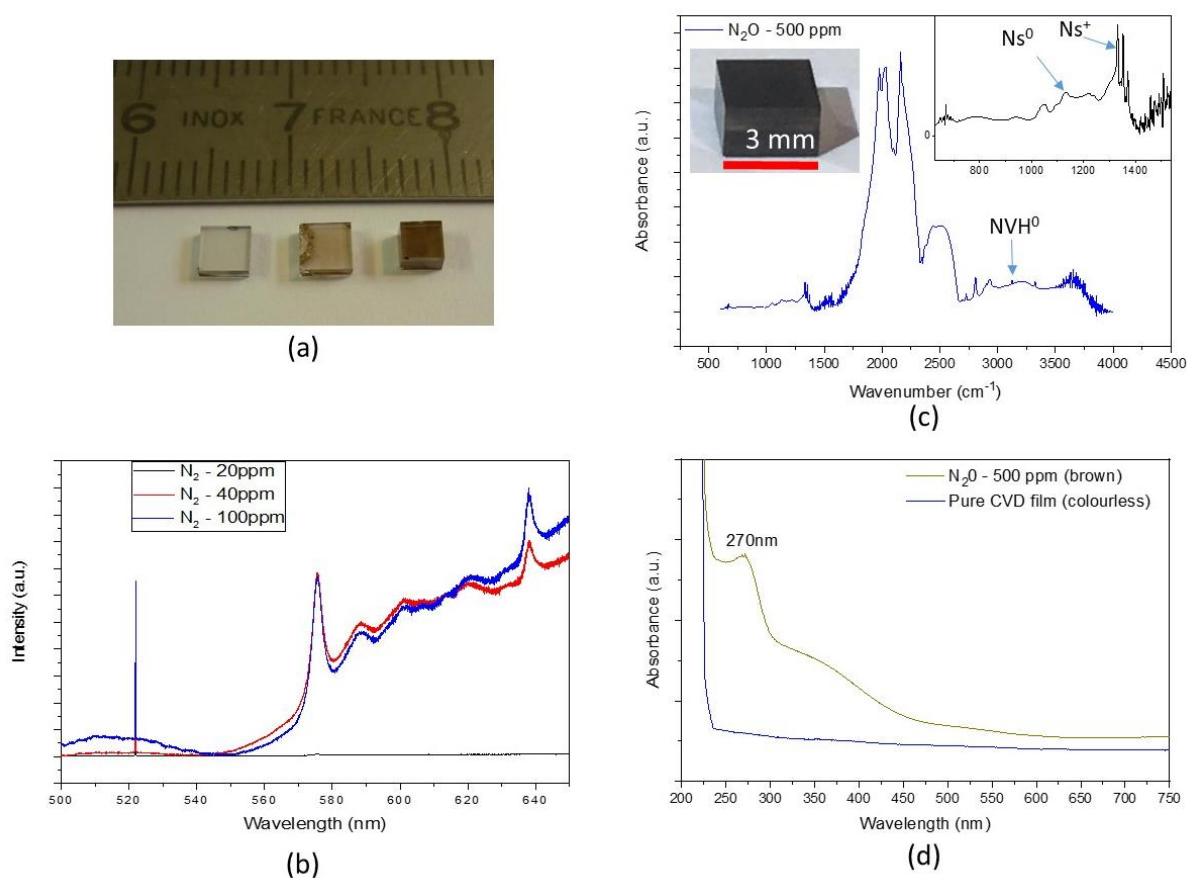 6 INOX 7 FRANCE 8
(a)
N₂O - 500 ppm
3 mm
Ns⁰
Ns⁺
0
800 1000 1200 1400
NVH⁰
Absorbance (a.u.)
500 1000 1500 2000 2500 3000 3500 4000 4500
Wavenumber (cm⁻¹)
(c)
N₂ - 20ppm
N₂ - 40ppm
N₂ - 100ppm
Intensity (a.u.)
500 520 540 560 580 600 620 640
Wavelength (nm)
(b)
N₂0 - 500 ppm (brown)
Pure CVD film (colourless)
270nm
Absorbance (a.u.)
200 250 300 350 400 450 500 550 600 650 700 750
Wavelength (nm)
(d)